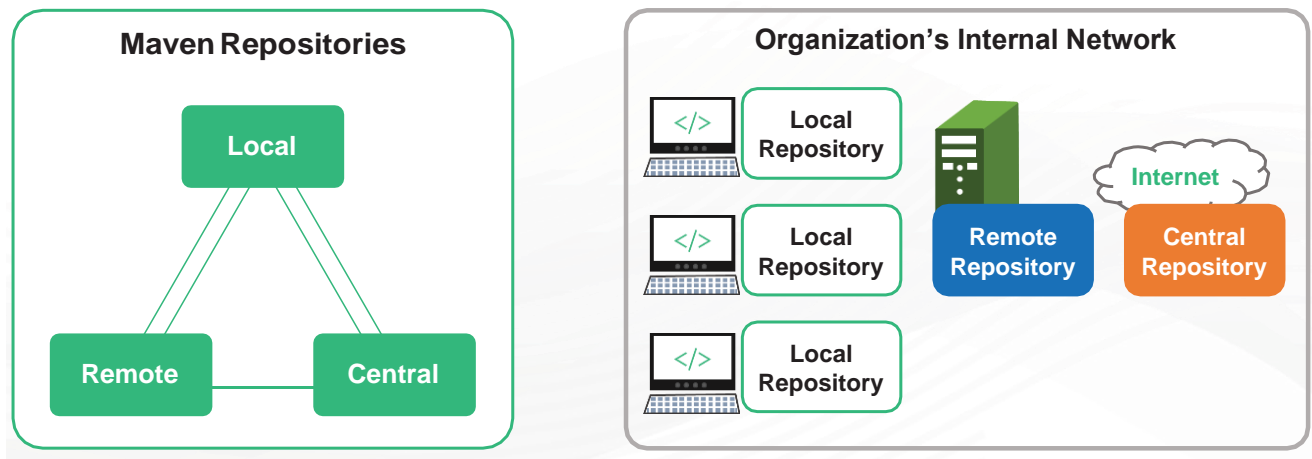 Maven Repositories
Local
Remote
Central
Organization’s Internal Network
</>
Local
Repository
</>
Local
Repository
</>
Local
Repository
Remote
Repository
Internet
Central
Repository